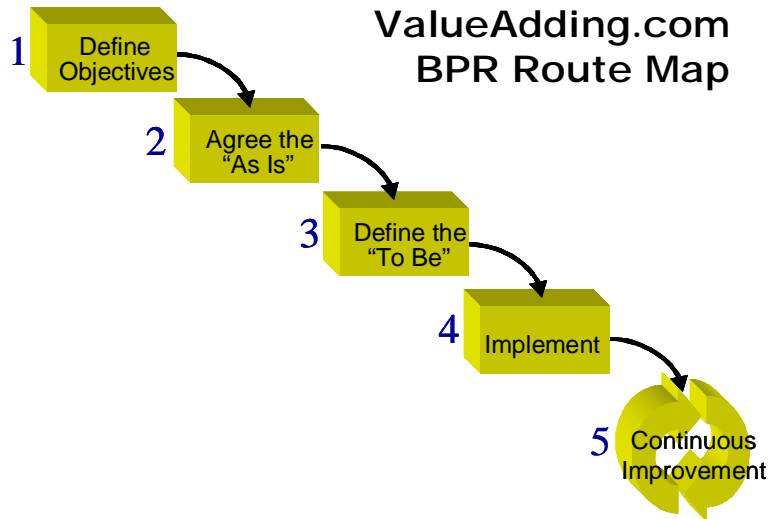 ValueAdding.com
BPR Route Map
1
Define
Objectives
2
Agree the
“As Is”
3
Define the
“To Be”
4
Implement
5
Continuous
Improvement